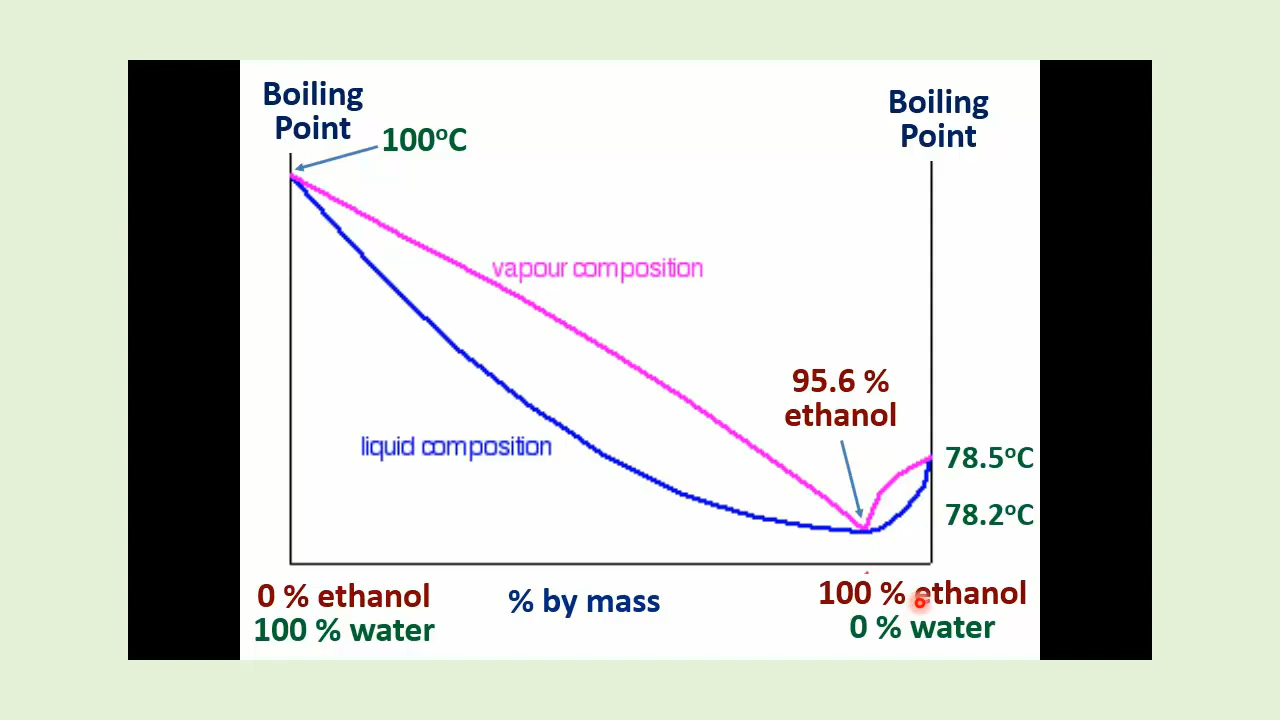 Boiling
Point
100°C
Boiling
Point
vapour composition
95.6 %
ethanol
liquid composition
78.5°C
78.2°C
0 % ethanol
100 % water
% by mass
100 % ethanol
0 % water